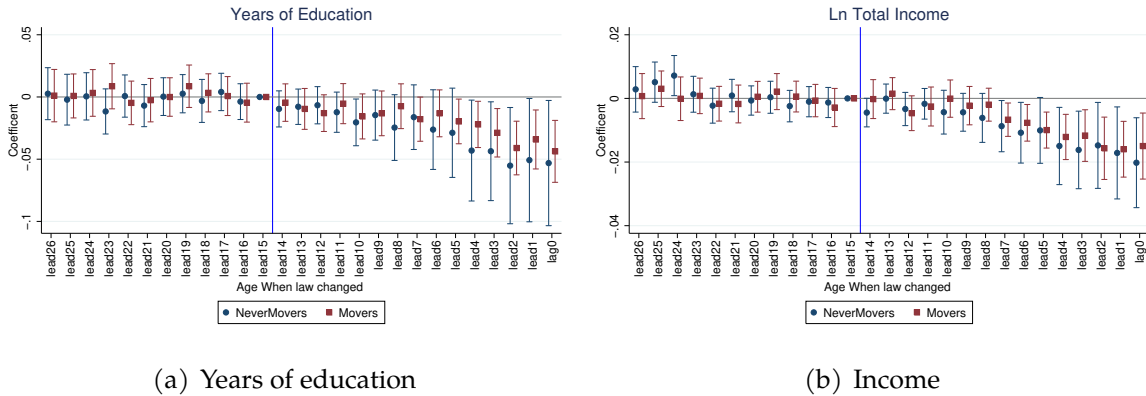 Years of Education
.05
0
-.05
-.1
Coefficent
lead26
lead25
lead24
lead23
lead22
lead21
lead20
lead19
lead18
lead17
lead16
lead15
lead14
lead13
lead12
lead11
lead10
lead9
lead8
lead7
lead6
lead5
lead4
lead3
lead2
lead1
lag0
Age When law changed
NeverMovers Movers
(a) Years of education
Ln Total Income
.02
0
-.02
-.04
Coefficent
lead26
lead25
lead24
lead23
lead22
lead21
lead20
lead19
lead18
lead17
lead16
lead15
lead14
lead13
lead12
lead11
lead10
lead9
lead8
lead7
lead6
lead5
lead4
lead3
lead2
lead1
lag0
Age When law changed
NeverMovers Movers
(b) Income